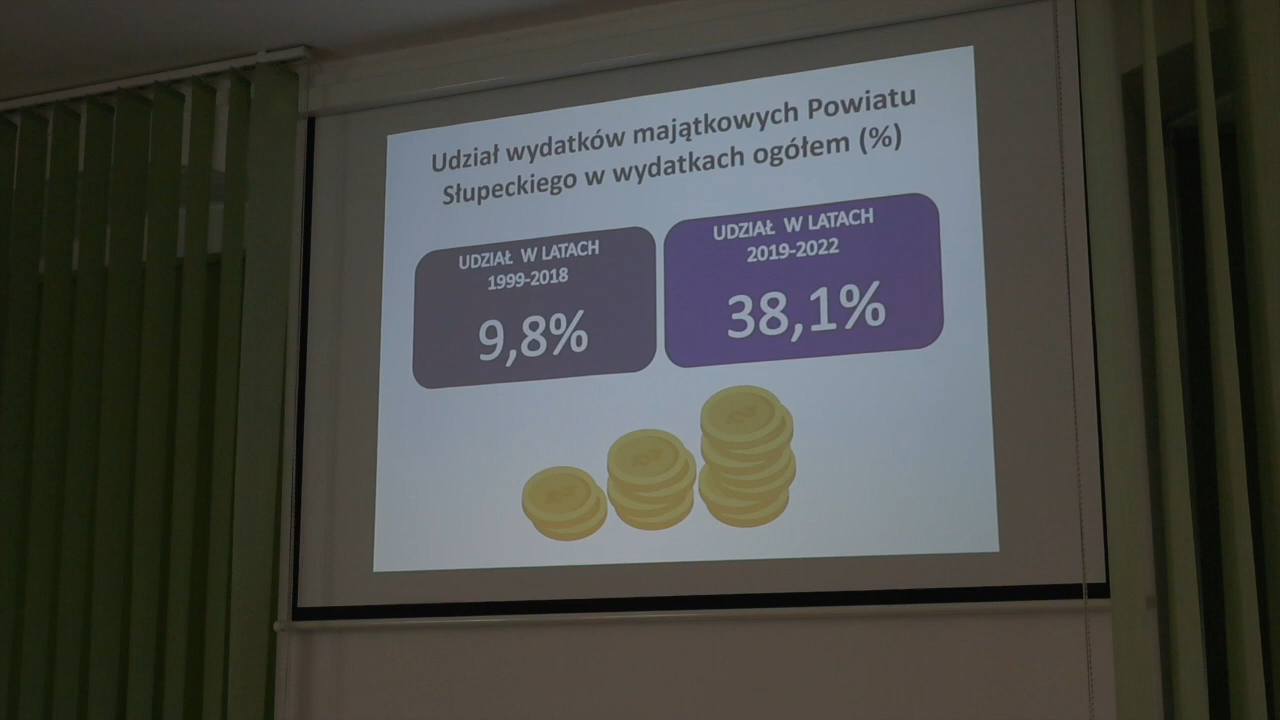 Udział wydatków majątkowych Powiatu
Słupeckiego w wydatkach ogółem (%)
UDZIAŁ W LATACH
1999-2018
9,8%
UDZIAŁ W LATACH
2019-2022
38,1%